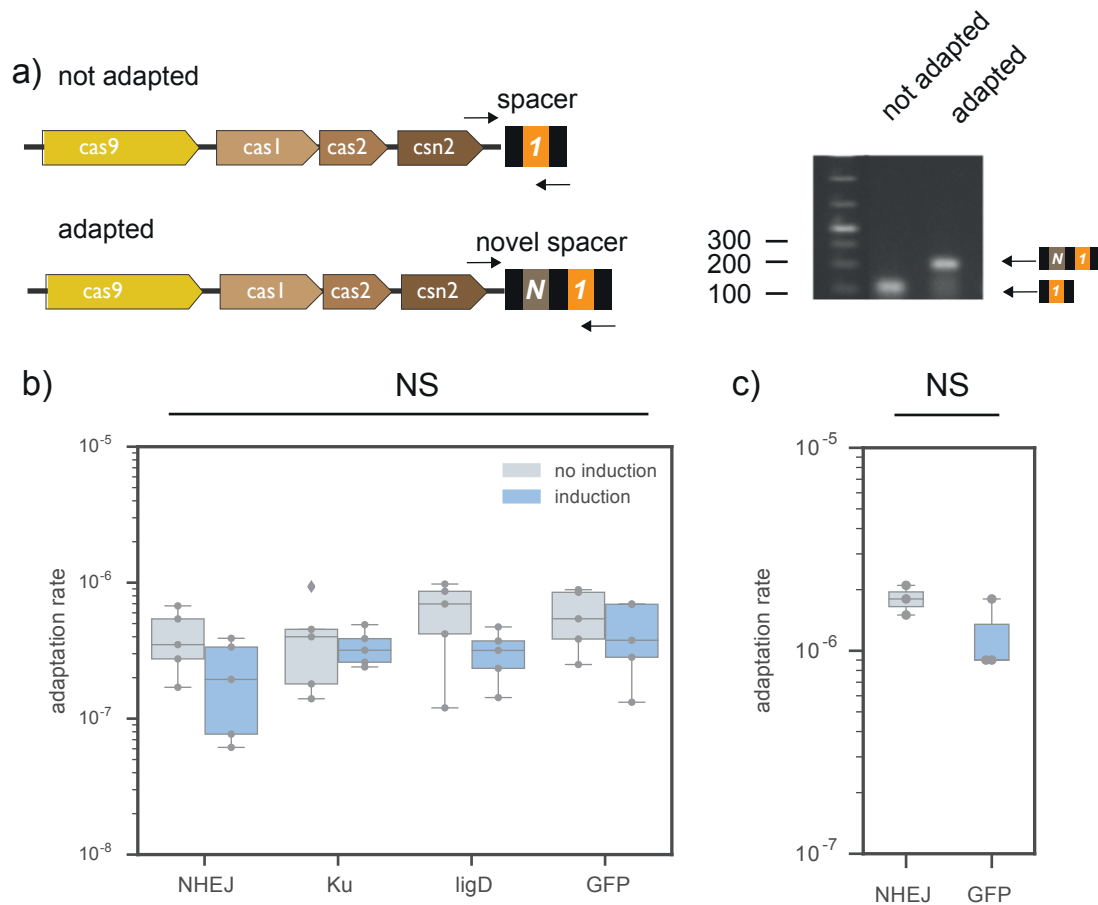 a) not adapted
spacer
cas9 cas1 cas2 csn2 1
adapted
novel spacer
cas9 cas1 cas2 csn2 N 1
not adapted
adapted
300
200
100
N 1
1
b) NS
no induction
induction
adaptation rate
10-5
10-6
10-7
10-8
NHEJ Ku ligD GFP
c) NS
adaptation rate
10-5
10-6
10-7
NHEJ GFP